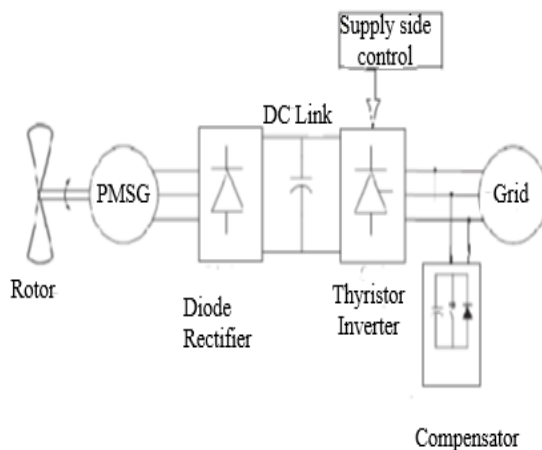 Supply side
control
DC Link
PMSG
Grid
Rotor
Diode
Rectifier
Thyristor
Inverter
Compensator